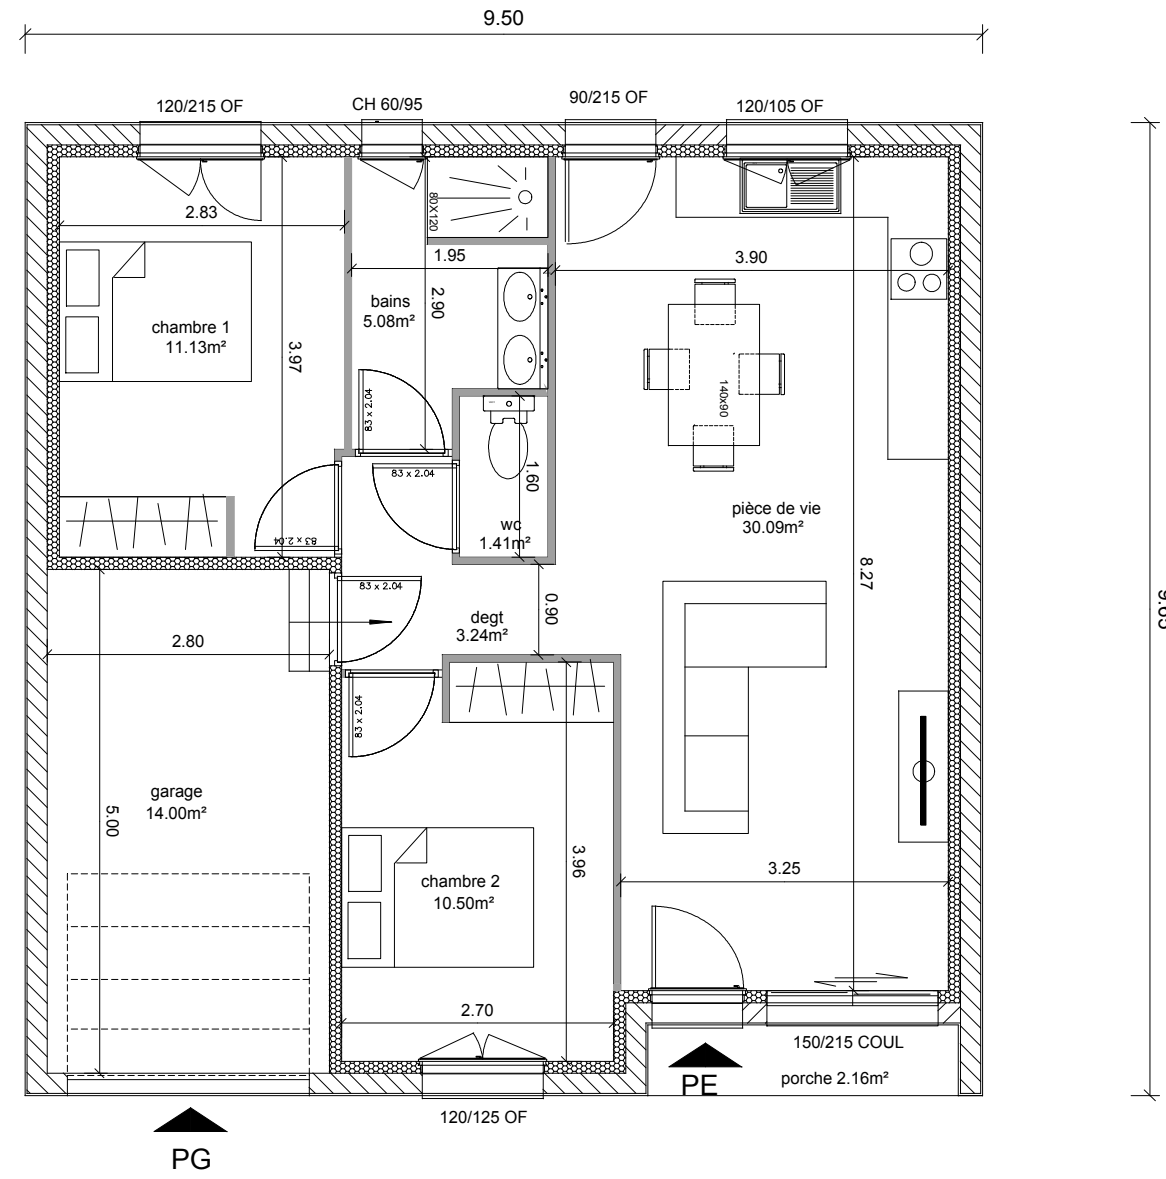 9.50
120/215 OF
CH 60/95
90/215 OF
120/105 OF
2.83
80X120
1.95
3.90
2.90
bains
5.08m²
chambre 1
11.13m²
3.97
140x90
83 x 2.04
83 x 2.04
1.60
wc
1.41m²
83 x 2.04
pièce de vie
30.09m²
8.27
9.65
83 x 2.04
0.90
degt
3.24m²
2.80
83 x 2.04
garage
14.00m²
5.00
3.96
chambre 2
10.50m²
3.25
2.70
150/215 COUL
porche 2.16m²
PE
120/125 OF
PG